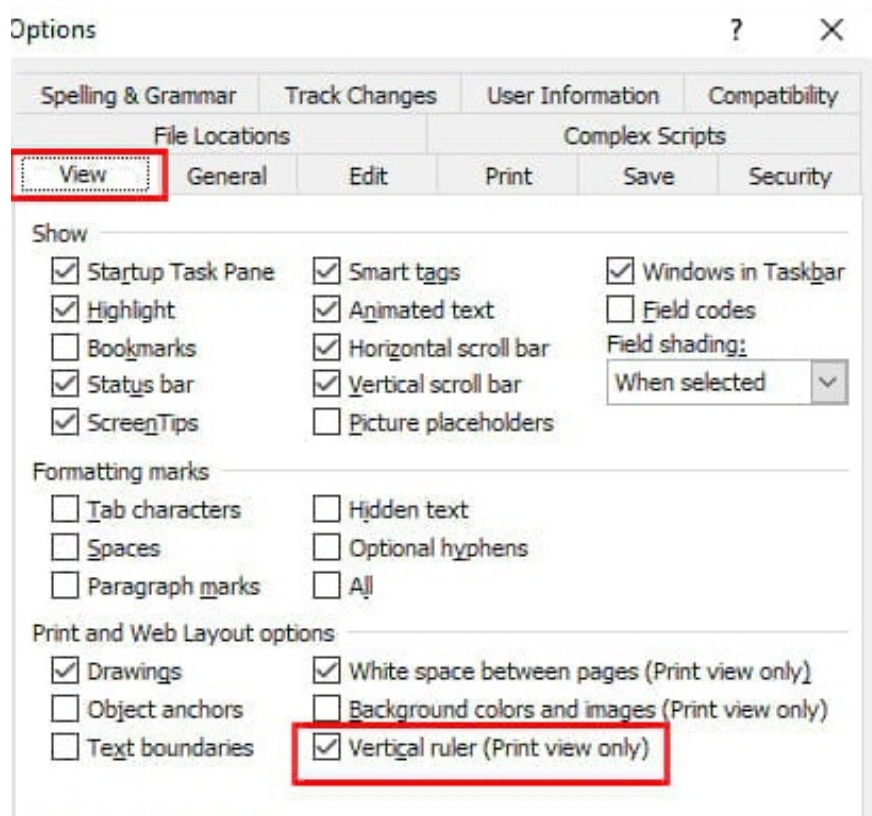 Options ?
Spelling & Grammar Track Changes User Information Compatibility
File Locations Complex Scripts
View General Edit Print Save Security
Show
Startup Task Pane Smart tags Windows in Taskbar
Highlight Animated text Field codes
Bookmarks Horizontal scroll bar Field shading:
Status bar Vertical scroll bar When selected
ScreenTips Picture placeholders
Formatting marks
Tab characters Hidden text
Spaces Optional hyphens
Paragraph marks All
Print and Web Layout options
Drawings White space between pages (Print view only)
Object anchors Background colors and images (Print view only)
Text boundaries Vertical ruler (Print view only)